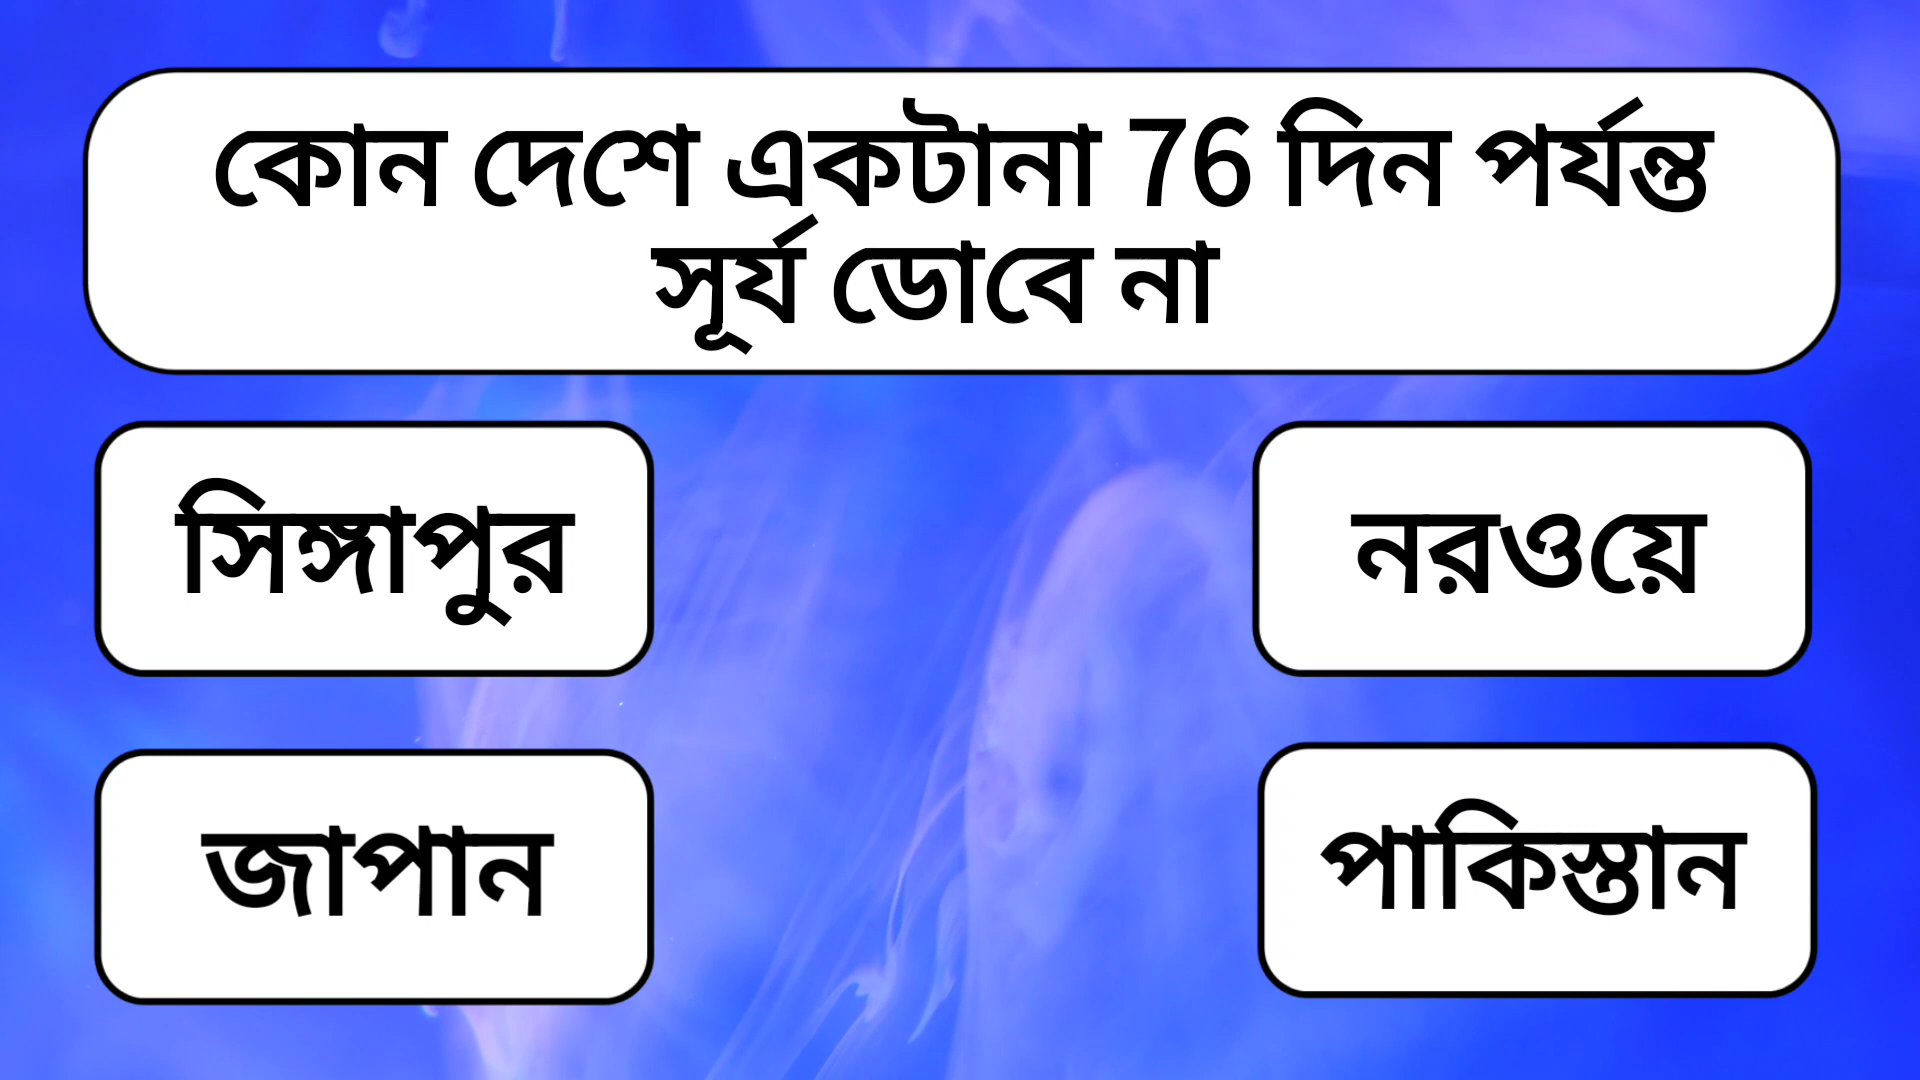 কোন দেশে একটানা 76 দিন পর্যন্ত
সূর্য ডোবে না
সিঙ্গাপুর
নরওয়ে
জাপান
পাকিস্তান